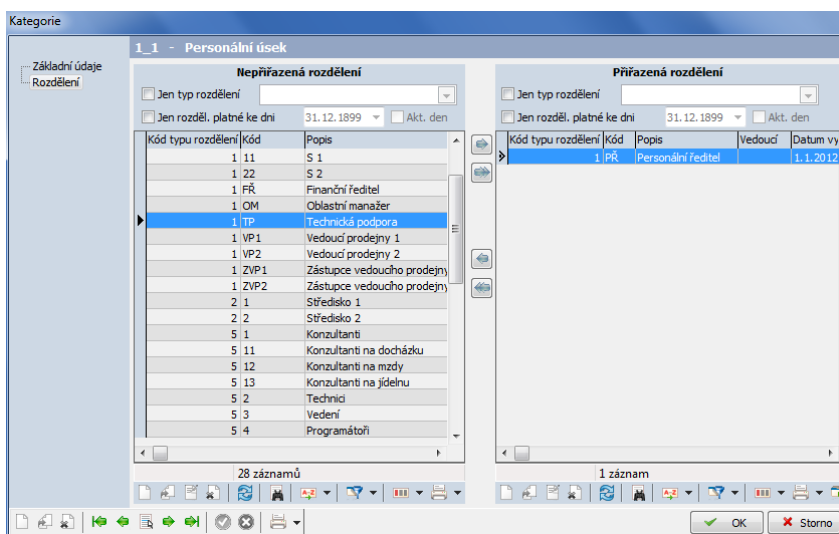 Kategorie
Základní údaje
Rozdělení
1_1 - Personální úsek
Nepřiřazená rozdělení
Jen typ rozdělení
Jen rozděl. platné ke dni 31.12.1899 Akt. den
Kód typu rozdělení Kód Popis
1 11 S 1
1 22 S 2
1 FŘ Finanční ředitel
1 OM Oblastní manažer
1 TP Technická podpora
1 VP1 Vedoucí prodejny 1
1 VP2 Vedoucí prodejny 2
1 ZVP1 Zástupce vedoucího prodejny
1 ZVP2 Zástupce vedoucího prodejny
2 1 Středisko 1
2 2 Středisko 2
5 1 Konzultanti
5 11 Konzultanti na docházku
5 12 Konzultanti na mzdy
5 13 Konzultanti na jídelnu
5 2 Technici
5 3 Vedení
5 4 Programátoři
28 záznamů
Přiřazená rozdělení
Jen typ rozdělení
Jen rozděl. platné ke dni 31.12.1899 Akt. den
Kód typu rozdělení Kód Popis Vedoucí Datum vy
1 PŘ Personální ředitel 1.1.2012
1 záznam
OK Storno